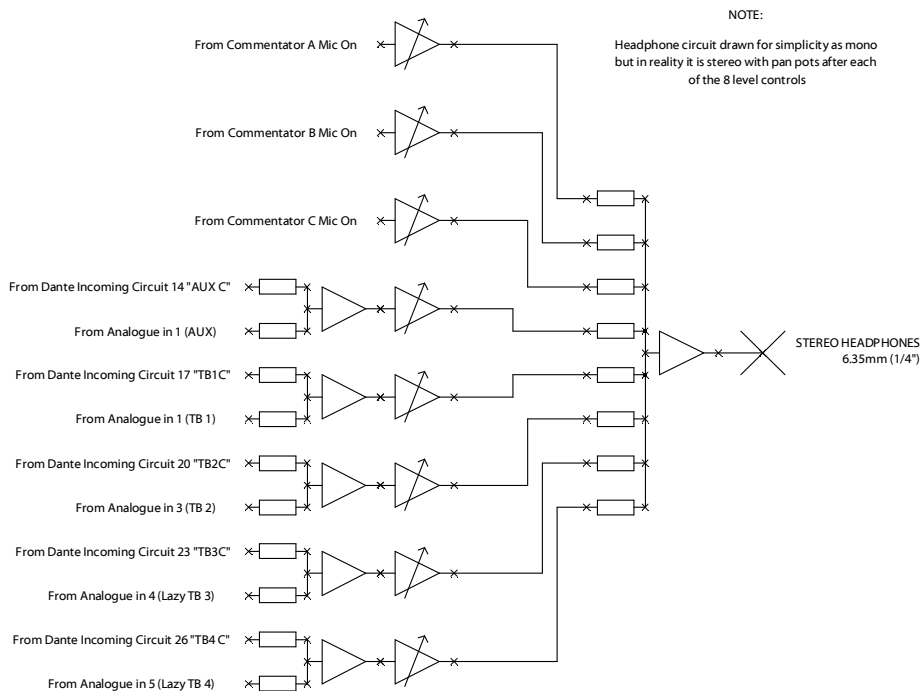 NOTE:
From Commentator A Mic On
Headphone circuit drawn for simplicity as mono
but in reality it is stereo with pan pots after each
of the 8 level controls
From Commentator B Mic On
From Commentator C Mic On
From Dante Incoming Circuit 14 "AUX C"
From Analogue in 1 (AUX)
STEREO HEADPHONES
6.35mm (1/4")
From Dante Incoming Circuit 17 "TB1C"
From Analogue in 1 (TB 1)
From Dante Incoming Circuit 20 "TB2C"
From Analogue in 3 (TB 2)
From Dante Incoming Circuit 23 "TB3C"
From Analogue in 4 (Lazy TB 3)
From Dante Incoming Circuit 26 "TB4 C"
From Analogue in 5 (Lazy TB 4)